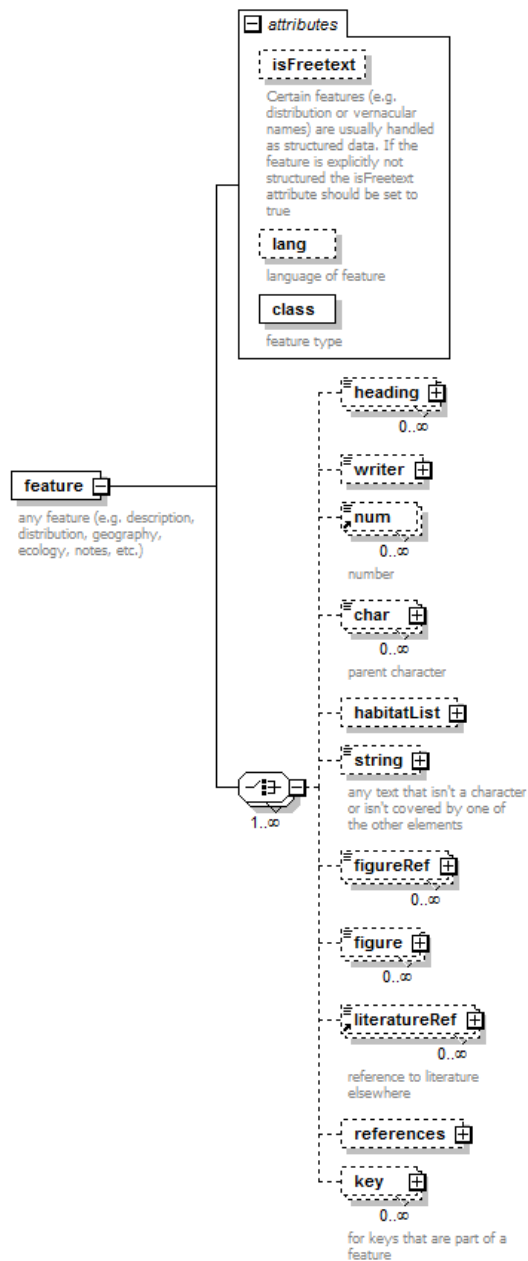 attributes
isFreetext
Certain features (e.g.
distribution or vernacular
names) are usually handled
as structured data. If the
feature is explicitly not
structured the isFreetext
attribute should be set to
true
lang
language of feature
class
feature type
feature
any feature (e.g. description,
distribution, geography,
ecology, notes, etc.)
1..∞
heading
0..∞
writer
num
0..∞
number
char
0..∞
parent character
habitatList
string
any text that isn't a character
or isn't covered by one of
the other elements
figureRef
0..∞
figure
0..∞
literatureRef
0..∞
reference to literature
elsewhere
references
key
0..∞
for keys that are part of a
feature